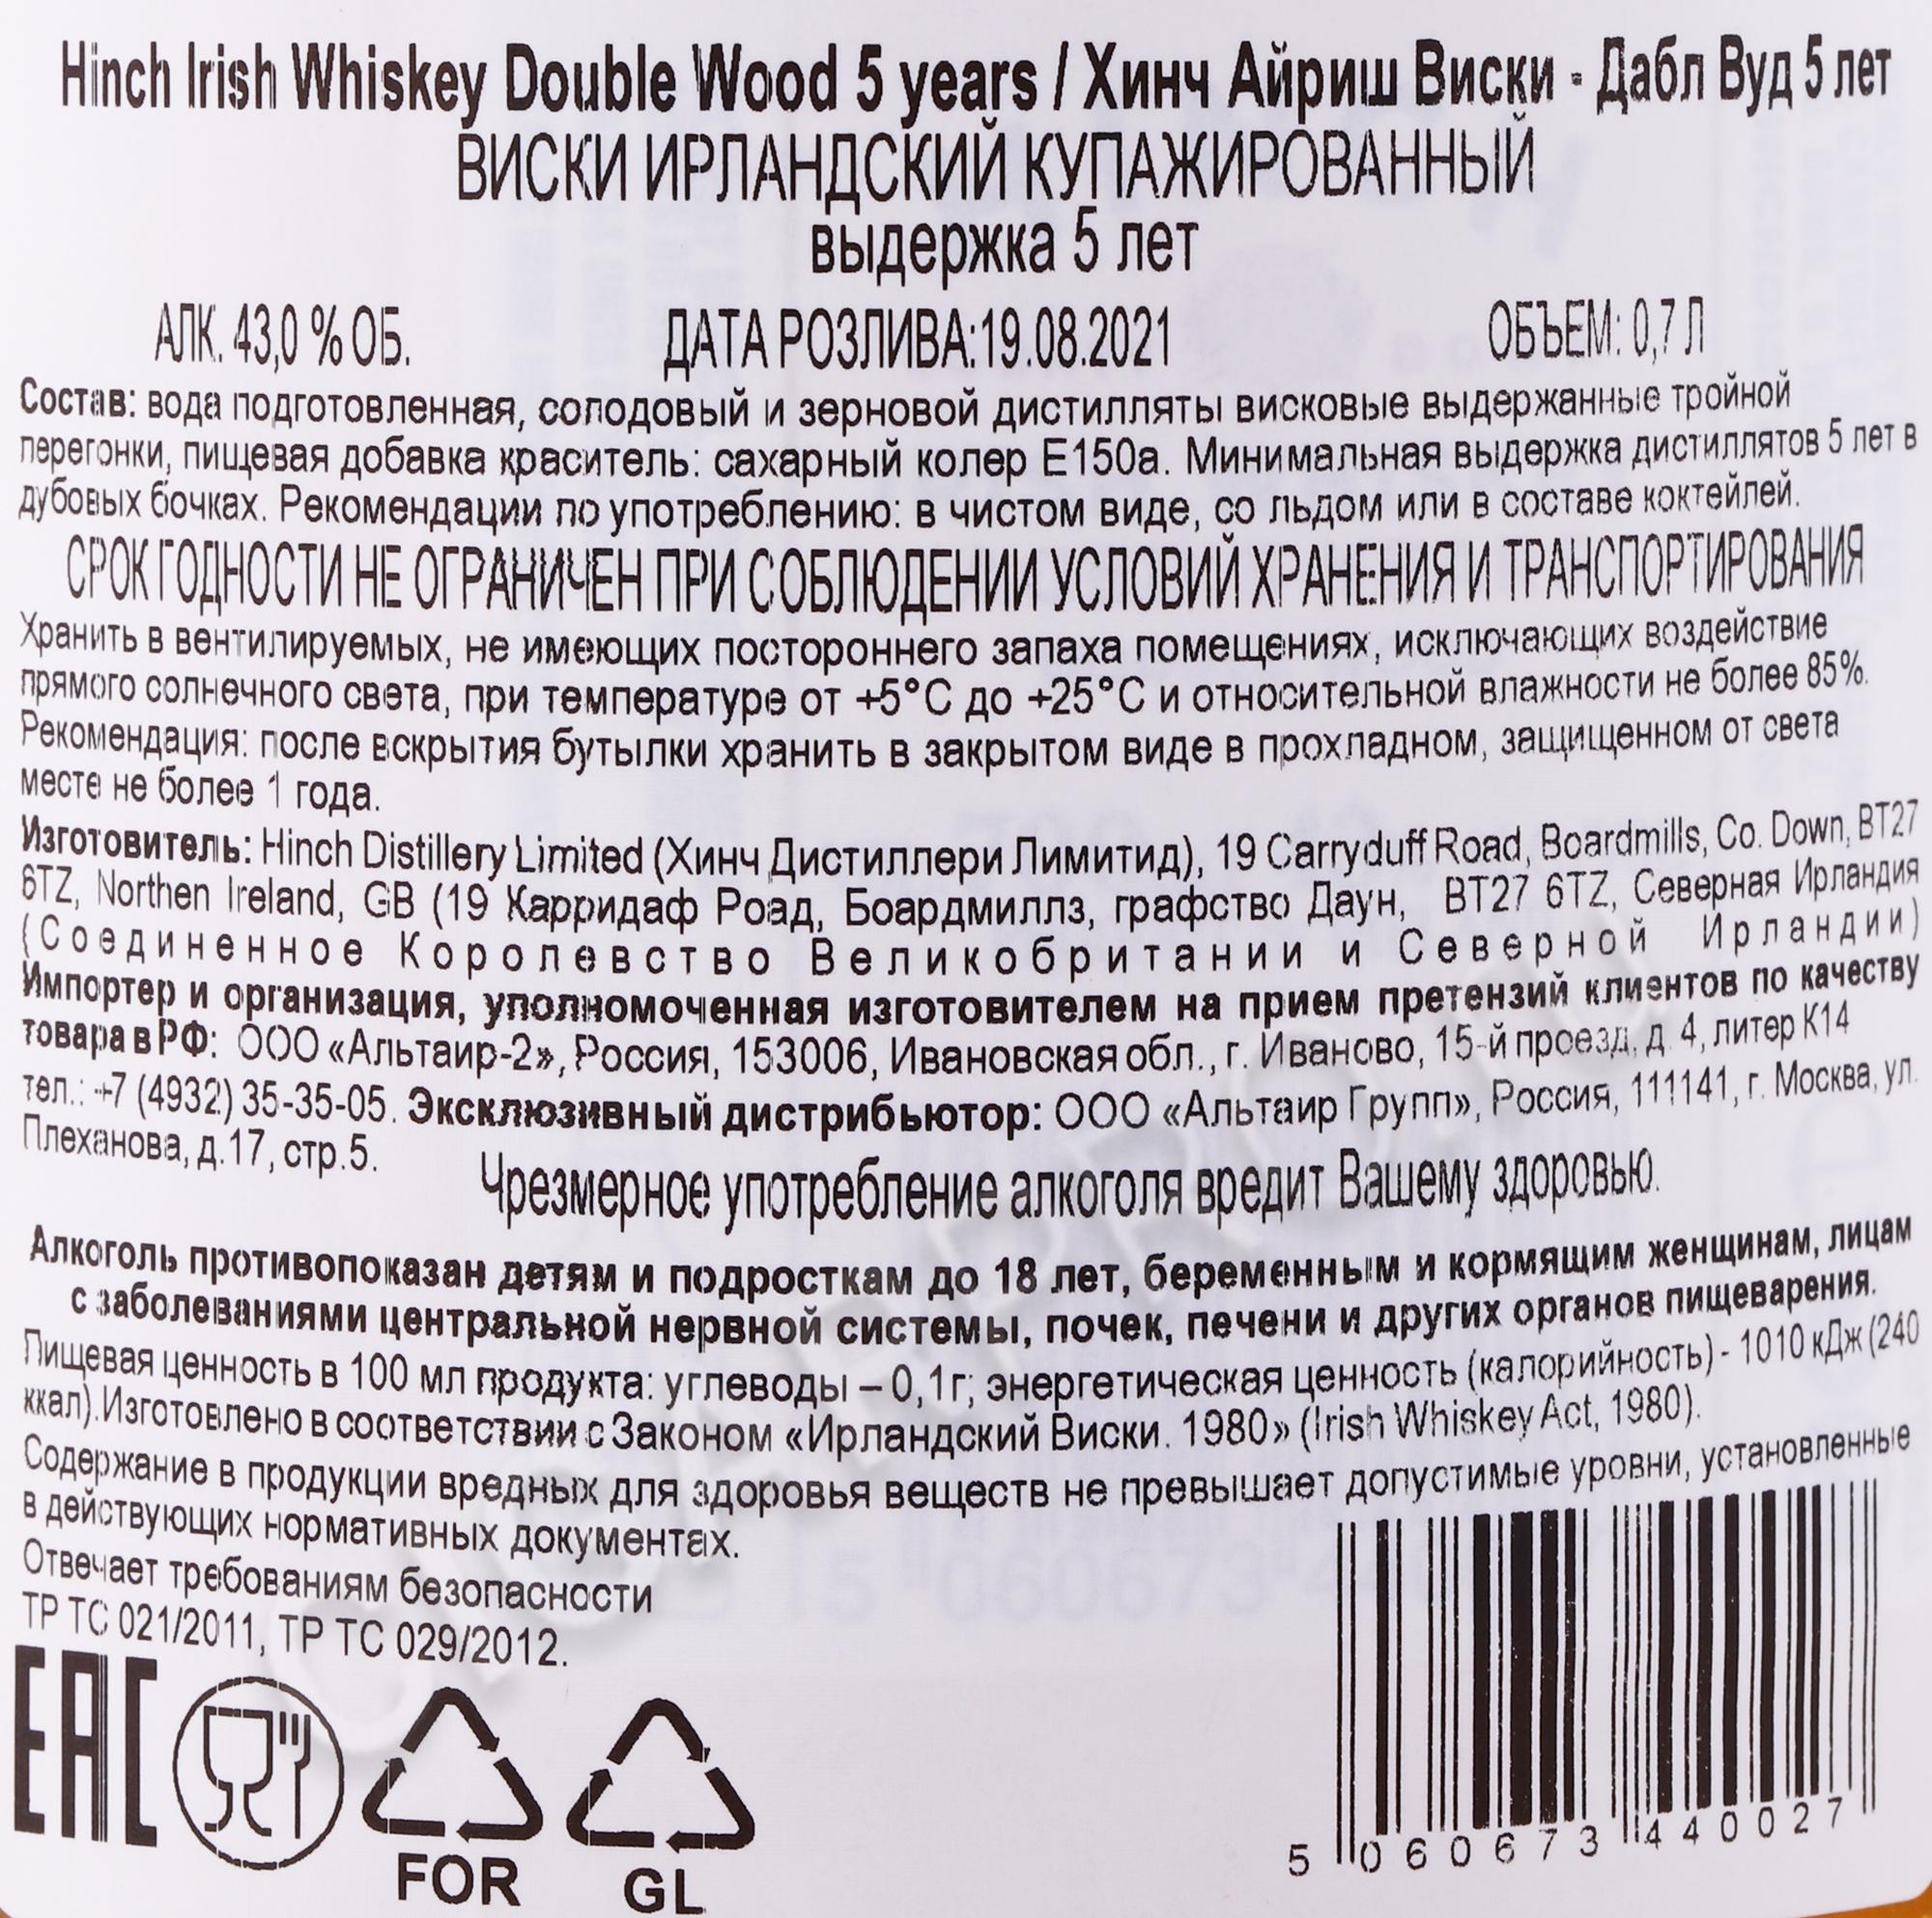 Hinch Irish Whiskey Double Wood 5 years / Хинч Айриш Виски - Дабл Вуд 5 лет
ВИСКИ ИРЛАНДСКИЙ КУПАЖИРОВАННЫЙ
выдержка 5 лет
АЛК. 43,0 % ОБ. ДАТА РОЗЛИВА:19.08.2021 ОБЪЕМ: 0,7 Л
Состав: вода подготовленная, солодовый и зерновой дистилляты висковые выдержанные тройной
перегонки, пищевая добавка краситель: сахарный колер Е150а. Минимальная выдержка дистиллятов 5 лет в
дубовых бочках. Рекомендации по употреблению: в чистом виде, со льдом или в составе коктейлей.
СРОК ГОДНОСТИ НЕ ОГРАНИЧЕН ПРИ СОБЛЮДЕНИИ УСЛОВИЙ ХРАНЕНИЯ И ТРАНСПОРТИРОВАНИЯ
Хранить в вентилируемых, не имеющих постороннего запаха помещениях, исключающих воздействие
прямого солнечного света, при температуре от +5°С до +25°С и относительной влажности не более 85%.
Рекомендация: после вскрытия бутылки хранить в закрытом виде в прохладном, защищенном от света
месте не более 1 года.
Изготовитель: Hinch Distillery Limited (Хинч Дистиллери Лимитид), 19 Carryduff Road, Boardmills, Co. Down, BT27
6TZ, Northen Ireland, GB (19 Карридаф Роад, Боардмиллз, графство Даун, BT27 6TZ, Северная Ирландия
(Соединенное Королевство Великобритании и Северной Ирландии)
Импортер и организация, уполномоченная изготовителем на прием претензий клиентов по качеству
товара в РФ: ООО «Альтаир-2», Россия, 153006, Ивановская обл., г. Иваново, 15-й проезд, д. 4, литер К14
тел.: +7 (4932) 35-35-05. Эксклюзивный дистрибьютор: ООО «Альтаир Групп», Россия, 111141, г. Москва, ул.
Плеханова, д.17, стр.5.
Чрезмерное употребление алкоголя вредит Вашему здоровью.
Алкоголь противопоказан детям и подросткам до 18 лет, беременным и кормящим женщинам, лицам
с заболеваниями центральной нервной системы, почек, печени и других органов пищеварения.
Пищевая ценность в 100 мл продукта: углеводы – 0,1г; энергетическая ценность (калорийность) - 1010 кДж (240
ккал).Изготовлено в соответствии с Законом «Ирландский Виски. 1980» (Irish Whiskey Act, 1980).
Содержание в продукции вредных для здоровья веществ не превышает допустимые уровни, установленные
в действующих нормативных документах.
Отвечает требованиям безопасности
ТР ТС 021/2011, ТР ТС 029/2012.
EAC
FOR
GL
5 060673 440027